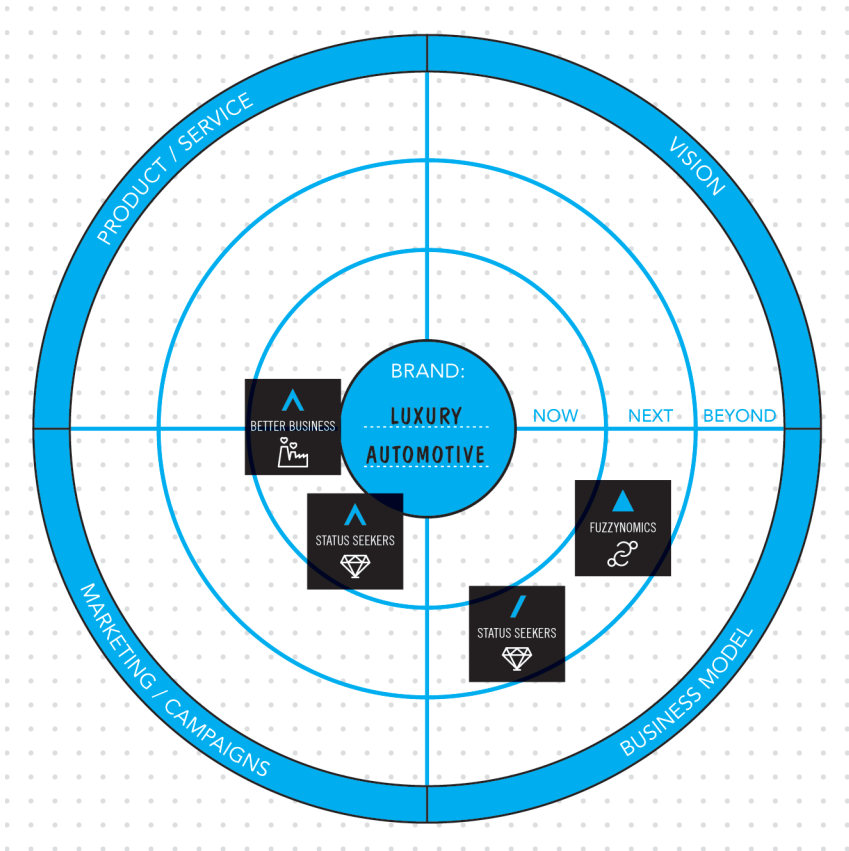 PRODUCT / SERVICE
VISION
BRAND:
LUXURY
AUTOMOTIVE
NOW
NEXT
BEYOND
BETTER BUSINESS
STATUS SEEKERS
FUZZYNOMICS
STATUS SEEKERS
MARKETING / CAMPAIGNS
BUSINESS MODEL